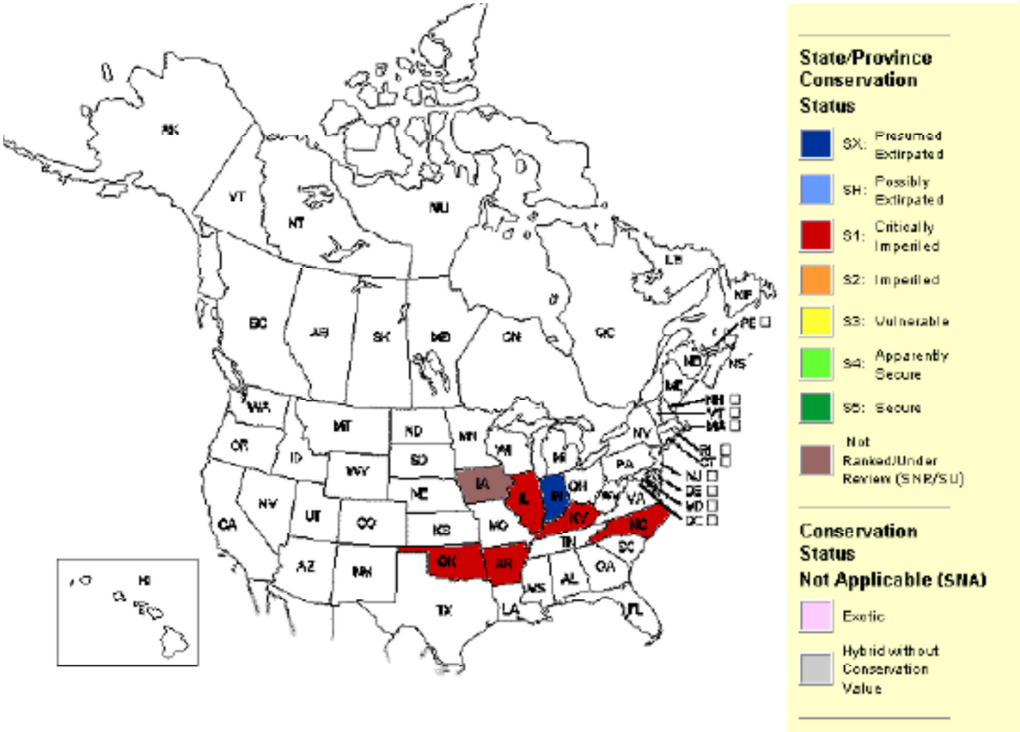 AK
YT
NT
NU
LB
NF
PE
BC
AB
SK
MB
ON
QC
NB
NS
ME
WA
MT
ND
MN
NH
VT
MA
OR
ID
SD
WI
MI
NY
RI
CT
WY
IA
PA
NJ
NE
IL
IN
OH
DE
NV
WV
VA
MD
CA
UT
CO
KS
MO
KY
NC
DC
AZ
NM
OK
AR
TN
SC
TX
LA
MS
AL
GA
FL
HI
State/Province
Conservation
Status
SX: Presumed
Extirpated
SH: Possibly
Extirpated
S1: Critically
Imperiled
S2: Imperiled
S3: Vulnerable
S4: Apparently
Secure
S5: Secure
Not
Ranked/Under
Review (SNR/SU)
Conservation
Status
Not Applicable (SNA)
Exotic
Hybrid without
Conservation
Value